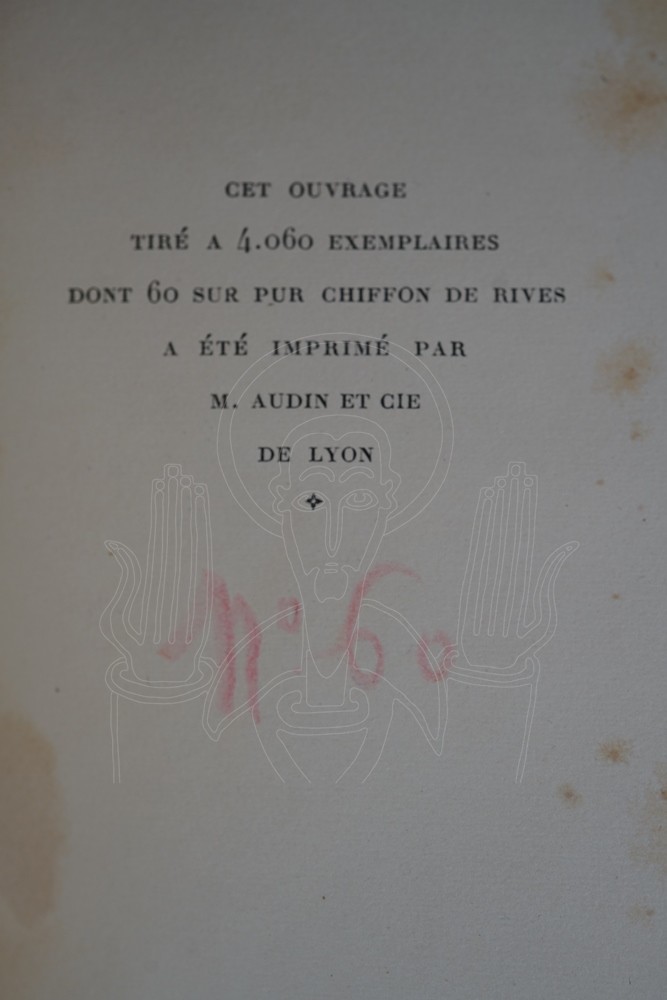 CET OUVRAGE
TIRÉ A 4.060 EXEMPLAIRES
DONT 60 SUR PUR CHIFFON DE RIVES
A ÉTÉ IMPRIMÉ PAR
M. AUDIN ET CIE
DE LYON
N° 60